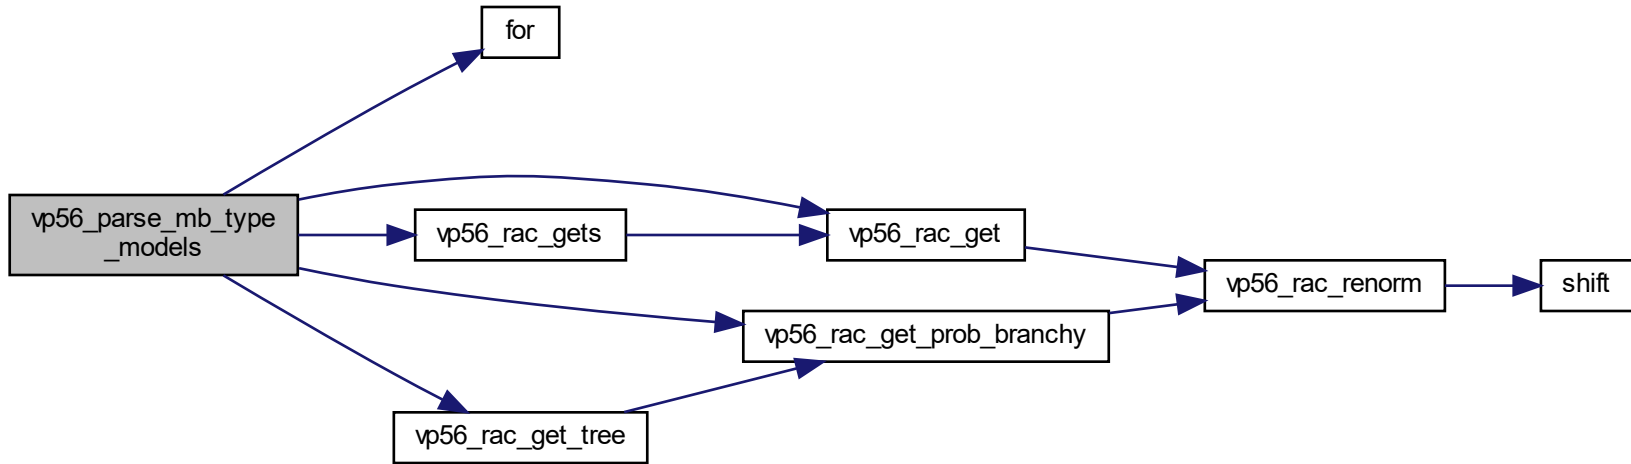 for
vp56_parse_mb_type
_models
vp56_rac_gets
vp56_rac_get
vp56_rac_renorm
shift
vp56_rac_get_prob_branchy
vp56_rac_get_tree